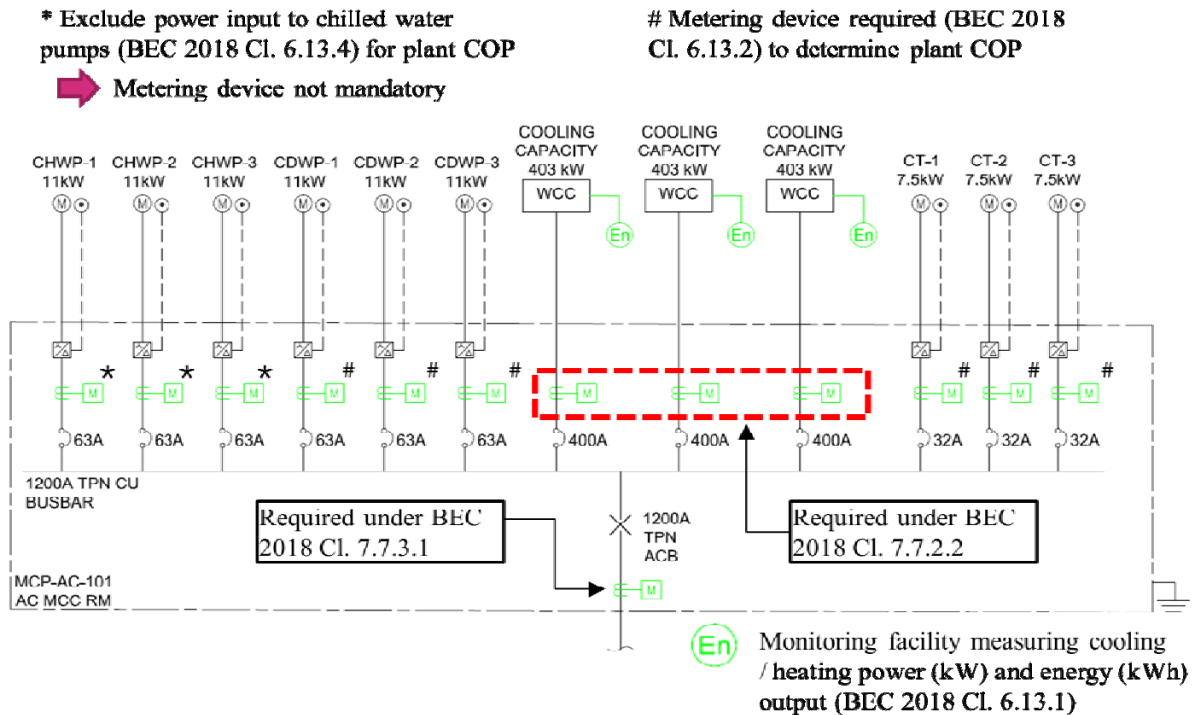 * Exclude power input to chilled water
pumps (BEC 2018 Cl. 6.13.4) for plant COP
Metering device not mandatory
# Metering device required (BEC 2018
Cl. 6.13.2) to determine plant COP
CHWP-1
11kW
CHWP-2
11kW
CHWP-3
11kW
CDWP-1
11kW
CDWP-2
11kW
CDWP-3
11kW
COOLING
CAPACITY
403 kW
COOLING
CAPACITY
403 kW
COOLING
CAPACITY
403 kW
CT-1
7.5kW
CT-2
7.5kW
CT-3
7.5kW
M M M M M M WCC WCC WCC M M M
En En En
* * * # # # # # #
M M M M M M M M M M M M
63A 63A 63A 63A 63A 63A 400A 400A 400A 32A 32A 32A
1200A TPN CU
BUSBAR
Required under BEC
2018 Cl. 7.7.3.1
1200A
TPN
ACB
Required under BEC
2018 Cl. 7.7.2.2
M
MCP-AC-101
AC MCC RM
En
Monitoring facility measuring cooling
/ heating power (kW) and energy (kWh)
output (BEC 2018 Cl. 6.13.1)